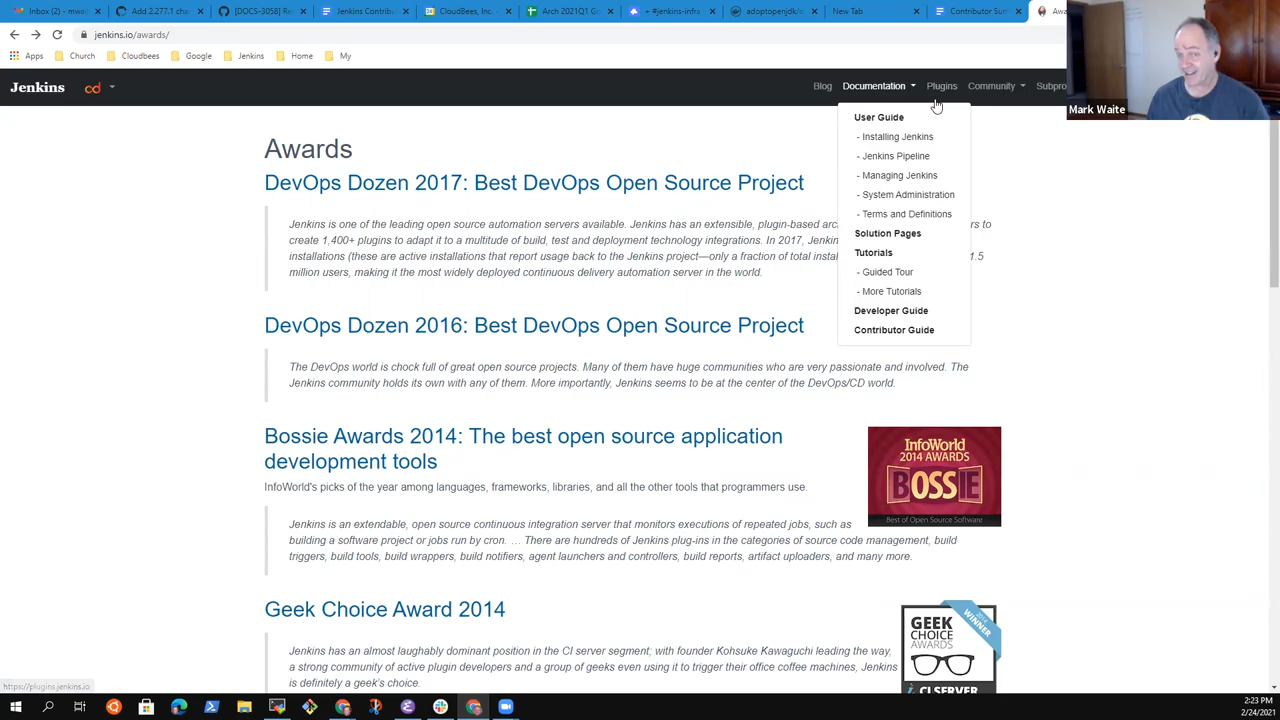 Inbox (2) - mwa
Add 2.277.1 chan
[DOCS-3058] Re
Jenkins Contribu
CloudBees, Inc. -
Arch 2021Q1 Go
+ #jenkins-infra
adoptopenjdk/
New Tab
Contributor Sum
Awa
jenkins.io/awards/
Apps
Church
Cloudbees
Google
Jenkins
Home
My
Jenkins
cd
Blog
Documentation
Plugins
Community
Subpro
Mark Waite
User Guide
- Installing Jenkins
- Jenkins Pipeline
- Managing Jenkins
- System Administration
- Terms and Definitions
Solution Pages
Tutorials
- Guided Tour
- More Tutorials
Developer Guide
Contributor Guide
Awards
DevOps Dozen 2017: Best DevOps Open Source Project
Jenkins is one of the leading open source automation servers available. Jenkins has an extensible, plugin-based arc rs to
create 1,400+ plugins to adapt it to a multitude of build, test and deployment technology integrations. In 2017, Jenkin
installations (these are active installations that report usage back to the Jenkins project—only a fraction of total instal 1.5
million users, making it the most widely deployed continuous delivery automation server in the world.
DevOps Dozen 2016: Best DevOps Open Source Project
The DevOps world is chock full of great open source projects. Many of them have huge communities who are very passionate and involved. The
Jenkins community holds its own with any of them. More importantly, Jenkins seems to be at the center of the DevOps/CD world.
Bossie Awards 2014: The best open source application
development tools
InfoWorld's picks of the year among languages, frameworks, libraries, and all the other tools that programmers use.
Jenkins is an extendable, open source continuous integration server that monitors executions of repeated jobs, such as
building a software project or jobs run by cron. … There are hundreds of Jenkins plug-ins in the categories of source code management, build
triggers, build tools, build wrappers, build notifiers, agent launchers and controllers, build reports, artifact uploaders, and many more.
InfoWorld
2014 AWARDS
BOSSIE
Best of Open Source Software
Geek Choice Award 2014
Jenkins has an almost laughably dominant position in the CI server segment; with founder Kohsuke Kawaguchi leading the way,
a strong community of active plugin developers and a group of geeks even using it to trigger their office coffee machines, Jenkins
is definitely a geek's choice.
WINNER
GEEK
CHOICE
AWARDS
CI SERVER
https://plugins.jenkins.io
2:23 PM
2/24/2021